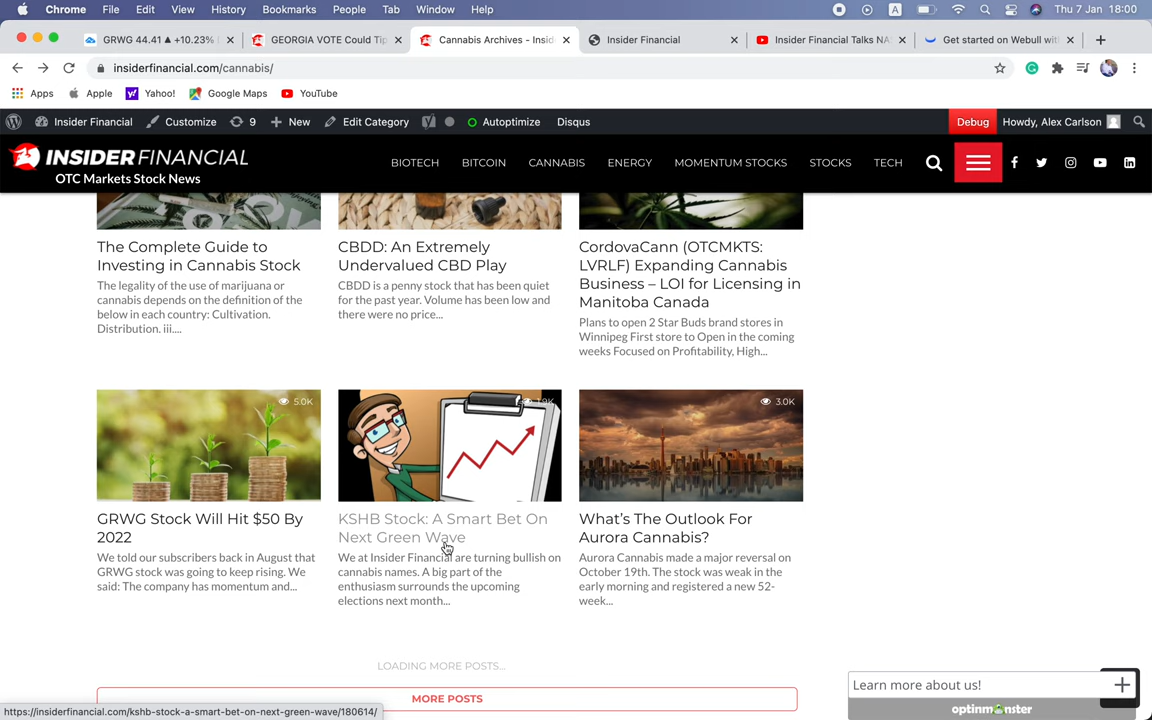 Chrome File Edit View History Bookmarks People Tab Window Help A Thu 7 Jan 18:00
GRWG 44.41 ▲ +10.23% GEORGIA VOTE Could Tip Cannabis Archives - Insid Insider Financial Insider Financial Talks NA Get started on Webull wit
insiderfinancial.com/cannabis/
Apps Apple Yahoo! Google Maps YouTube
Insider Financial Customize 9 New Edit Category Autoptimize Disqus Debug Howdy, Alex Carlson
INSIDERFINANCIAL
OTC Markets Stock News
BIOTECH BITCOIN CANNABIS ENERGY MOMENTUM STOCKS STOCKS TECH
The Complete Guide to
Investing in Cannabis Stock
The legality of the use of marijuana or
cannabis depends on the definition of the
below in each country: Cultivation.
Distribution. iii....
CBDD: An Extremely
Undervalued CBD Play
CBDD is a penny stock that has been quiet
for the past year. Volume has been low and
there were no price...
CordovaCann (OTCMKTS:
LVRLF) Expanding Cannabis
Business – LOI for Licensing in
Manitoba Canada
Plans to open 2 Star Buds brand stores in
Winnipeg First store to Open in the coming
weeks Focused on Profitability, High...
5.0K
GRWG Stock Will Hit $50 By
2022
We told our subscribers back in August that
GRWG stock was going to keep rising. We
said: The company has momentum and...
KSHB Stock: A Smart Bet On
Next Green Wave
We at Insider Financial are turning bullish on
cannabis names. A big part of the
enthusiasm surrounds the upcoming
elections next month...
3.0K
What's The Outlook For
Aurora Cannabis?
Aurora Cannabis made a major reversal on
October 19th. The stock was weak in the
early morning and registered a new 52-
week...
LOADING MORE POSTS...
MORE POSTS
Learn more about us!
optinmonster
https://insiderfinancial.com/kshb-stock-a-smart-bet-on-next-green-wave/180614/